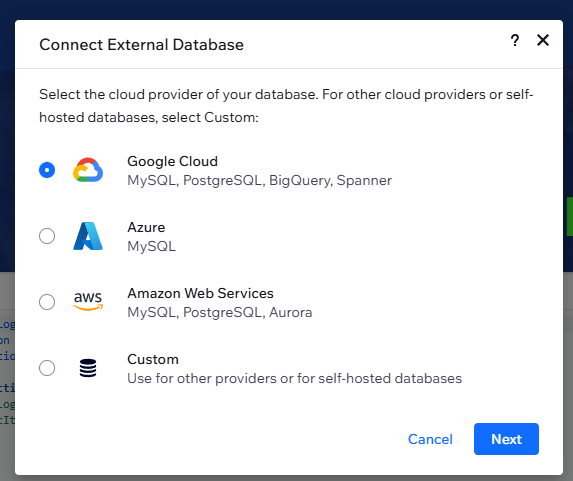 Connect External Database
?
Select the cloud provider of your database. For other cloud providers or self-
hosted databases, select Custom:
Google Cloud
MySQL, PostgreSQL, BigQuery, Spanner
Azure
MySQL
aws
Amazon Web Services
MySQL, PostgreSQL, Aurora
Custom
Use for other providers or for self-hosted databases
Cancel
Next